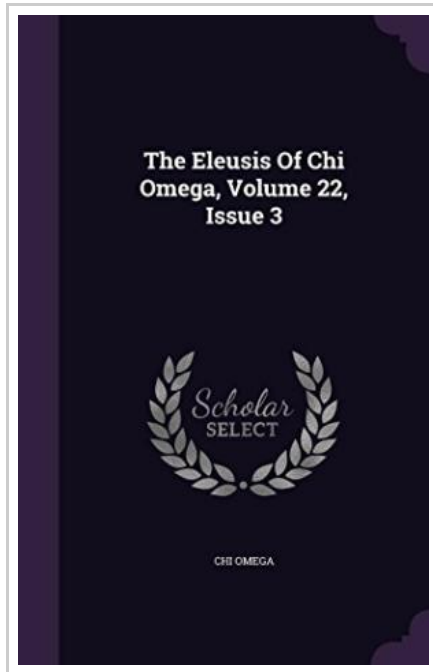 The Eleusis Of Chi
Omega, Volume 22,
Issue 3
Scholar
SELECT
CHI OMEGA